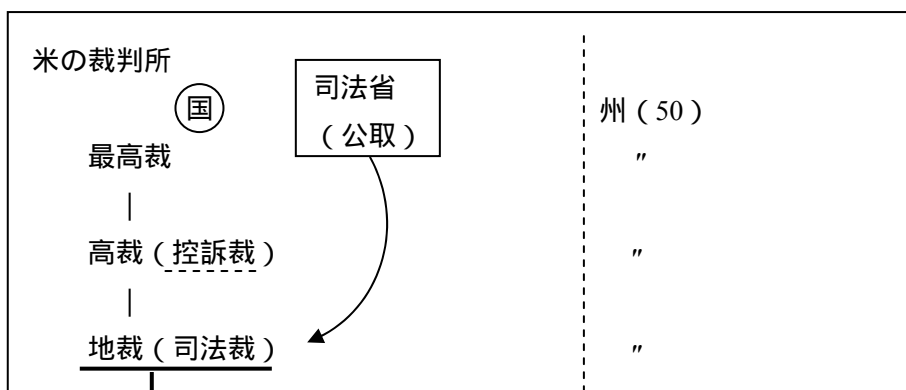 米の裁判所
国
司法省
(公取)
州(50)
最高裁
〃
高裁(控訴裁)
〃
地裁(司法裁)
〃